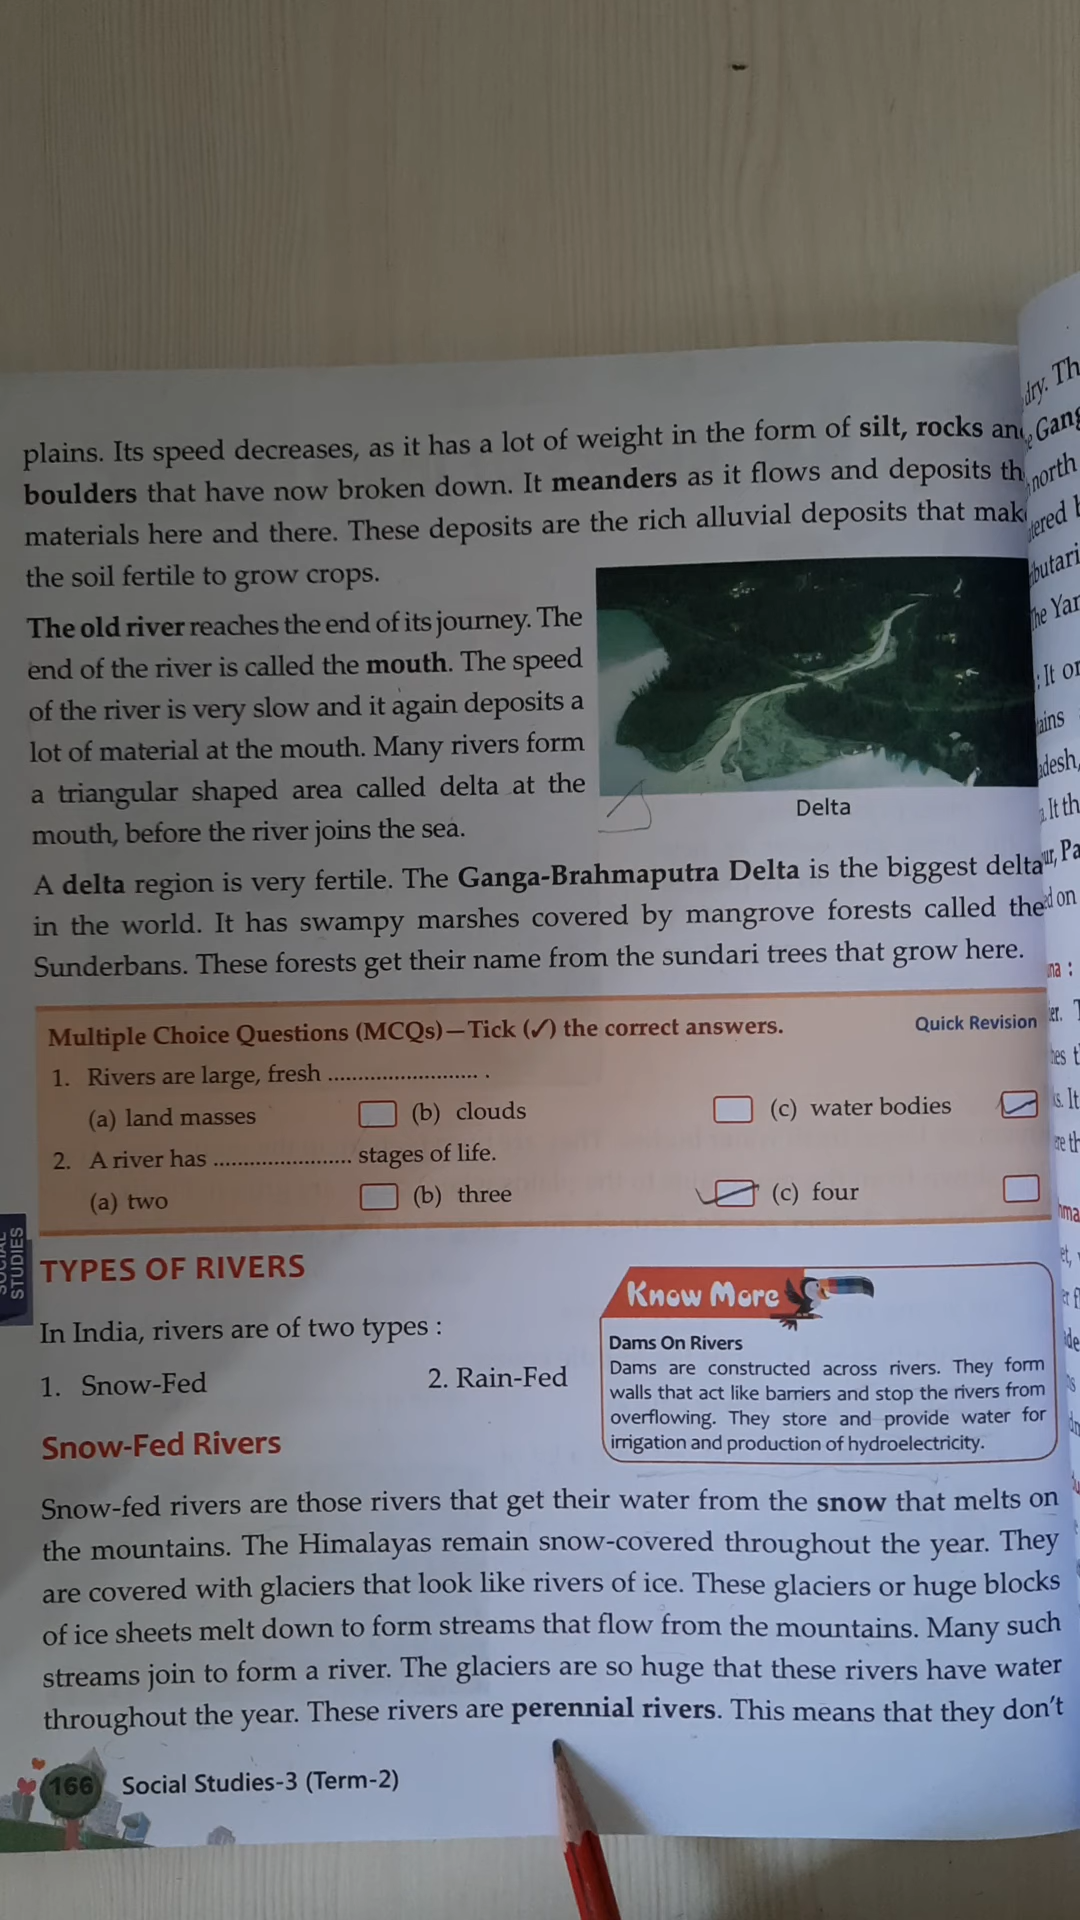 plains. Its speed decreases, as it has a lot of weight in the form of silt, rocks an
boulders that have now broken down. It meanders as it flows and deposits th
materials here and there. These deposits are the rich alluvial deposits that mak
the soil fertile to grow crops.
The old river reaches the end of its journey. The
end of the river is called the mouth. The speed
of the river is very slow and it again deposits a
lot of material at the mouth. Many rivers form
a triangular shaped area called delta at the
mouth, before the river joins the sea.
Delta
A delta region is very fertile. The Ganga-Brahmaputra Delta is the biggest delta
in the world. It has swampy marshes covered by mangrove forests called the
Sunderbans. These forests get their name from the sundari trees that grow here.
Multiple Choice Questions (MCQs)—Tick (✓) the correct answers. Quick Revision
1. Rivers are large, fresh ........................ .
(a) land masses (b) clouds (c) water bodies ✓
2. A river has ...................... stages of life.
(a) two (b) three ✓ (c) four
SOCIAL STUDIES
TYPES OF RIVERS
In India, rivers are of two types :
1. Snow-Fed 2. Rain-Fed
Know More
Dams On Rivers
Dams are constructed across rivers. They form
walls that act like barriers and stop the rivers from
overflowing. They store and provide water for
irrigation and production of hydroelectricity.
Snow-Fed Rivers
Snow-fed rivers are those rivers that get their water from the snow that melts on
the mountains. The Himalayas remain snow-covered throughout the year. They
are covered with glaciers that look like rivers of ice. These glaciers or huge blocks
of ice sheets melt down to form streams that flow from the mountains. Many such
streams join to form a river. The glaciers are so huge that these rivers have water
throughout the year. These rivers are perennial rivers. This means that they don't
166 Social Studies-3 (Term-2)
dry. Th
Gang
north